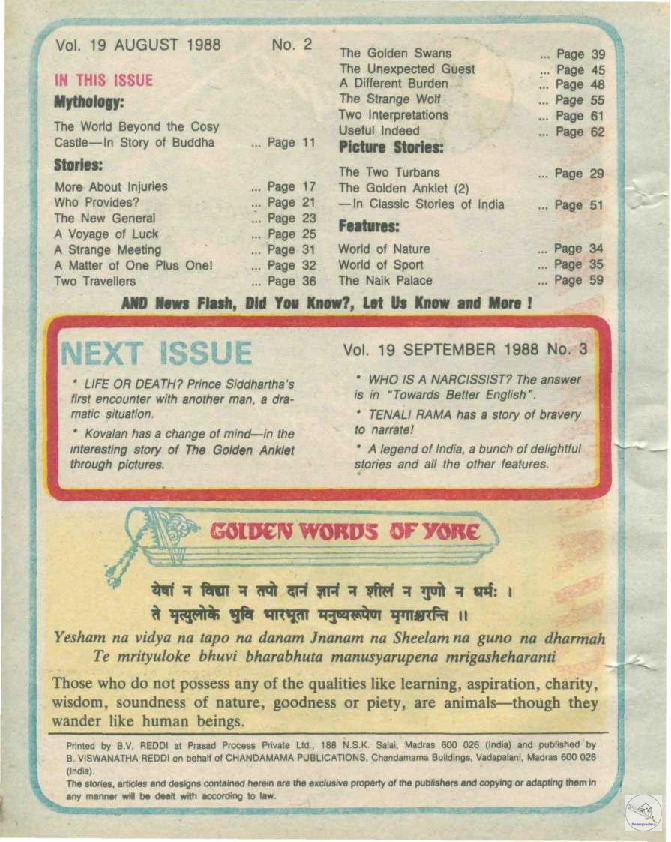 Vol. 19 AUGUST 1988 No. 2
IN THIS ISSUE
Mythology:
The World Beyond the Cosy
Castle—In Story of Buddha ... Page 11
Stories:
More About Injuries ... Page 17
Who Provides? ... Page 21
The New General ... Page 23
A Voyage of Luck ... Page 25
A Strange Meeting ... Page 31
A Matter of One Plus One! ... Page 32
Two Travellers ... Page 36
The Golden Swans ... Page 39
The Unexpected Guest ... Page 45
A Different Burden ... Page 48
The Strange Wolf ... Page 55
Two Interpretations ... Page 61
Useful Indeed ... Page 62
Picture Stories:
The Two Turbans ... Page 29
The Golden Anklet (2)
—In Classic Stories of India ... Page 51
Features:
World of Nature ... Page 34
World of Sport ... Page 35
The Naik Palace ... Page 59
AND News Flash, Did You Know?, Let Us Know and More !
NEXT ISSUE
Vol. 19 SEPTEMBER 1988 No. 3
* LIFE OR DEATH? Prince Siddhartha's
first encounter with another man, a dra-
matic situation.
* Kovalan has a change of mind—in the
interesting story of The Golden Anklet
through pictures.
* WHO IS A NARCISSIST? The answer
is in "Towards Better English".
* TENALI RAMA has a story of bravery
to narrate!
* A legend of India, a bunch of delightful
stories and all the other features.
GOLDEN WORDS OF YORE
येषां न विद्या न तपो दानं ज्ञानं न शीलं न गुणो न धर्मः ।
ते मृत्युलोके भुवि भारभूता मनुष्यरूपेण मृगाश्चरन्ति ॥
Yesham na vidya na tapo na danam Jnanam na Sheelam na guno na dharmah
Te mrityuloke bhuvi bharabhuta manusyarupena mrigasheharanti
Those who do not possess any of the qualities like learning, aspiration, charity,
wisdom, soundness of nature, goodness or piety, are animals—though they
wander like human beings.
Printed by B.V. REDDI at Prasad Process Private Ltd., 188 N.S.K. Salai, Madras 600 026 (India) and published by
B. VISWANATHA REDDI on behalf of CHANDAMAMA PUBLICATIONS, Chandamama Buildings, Vadapalani, Madras 600 026
(India).
The stories, articles and designs contained herein are the exclusive property of the publishers and copying or adapting them in
any manner will be dealt with according to law.